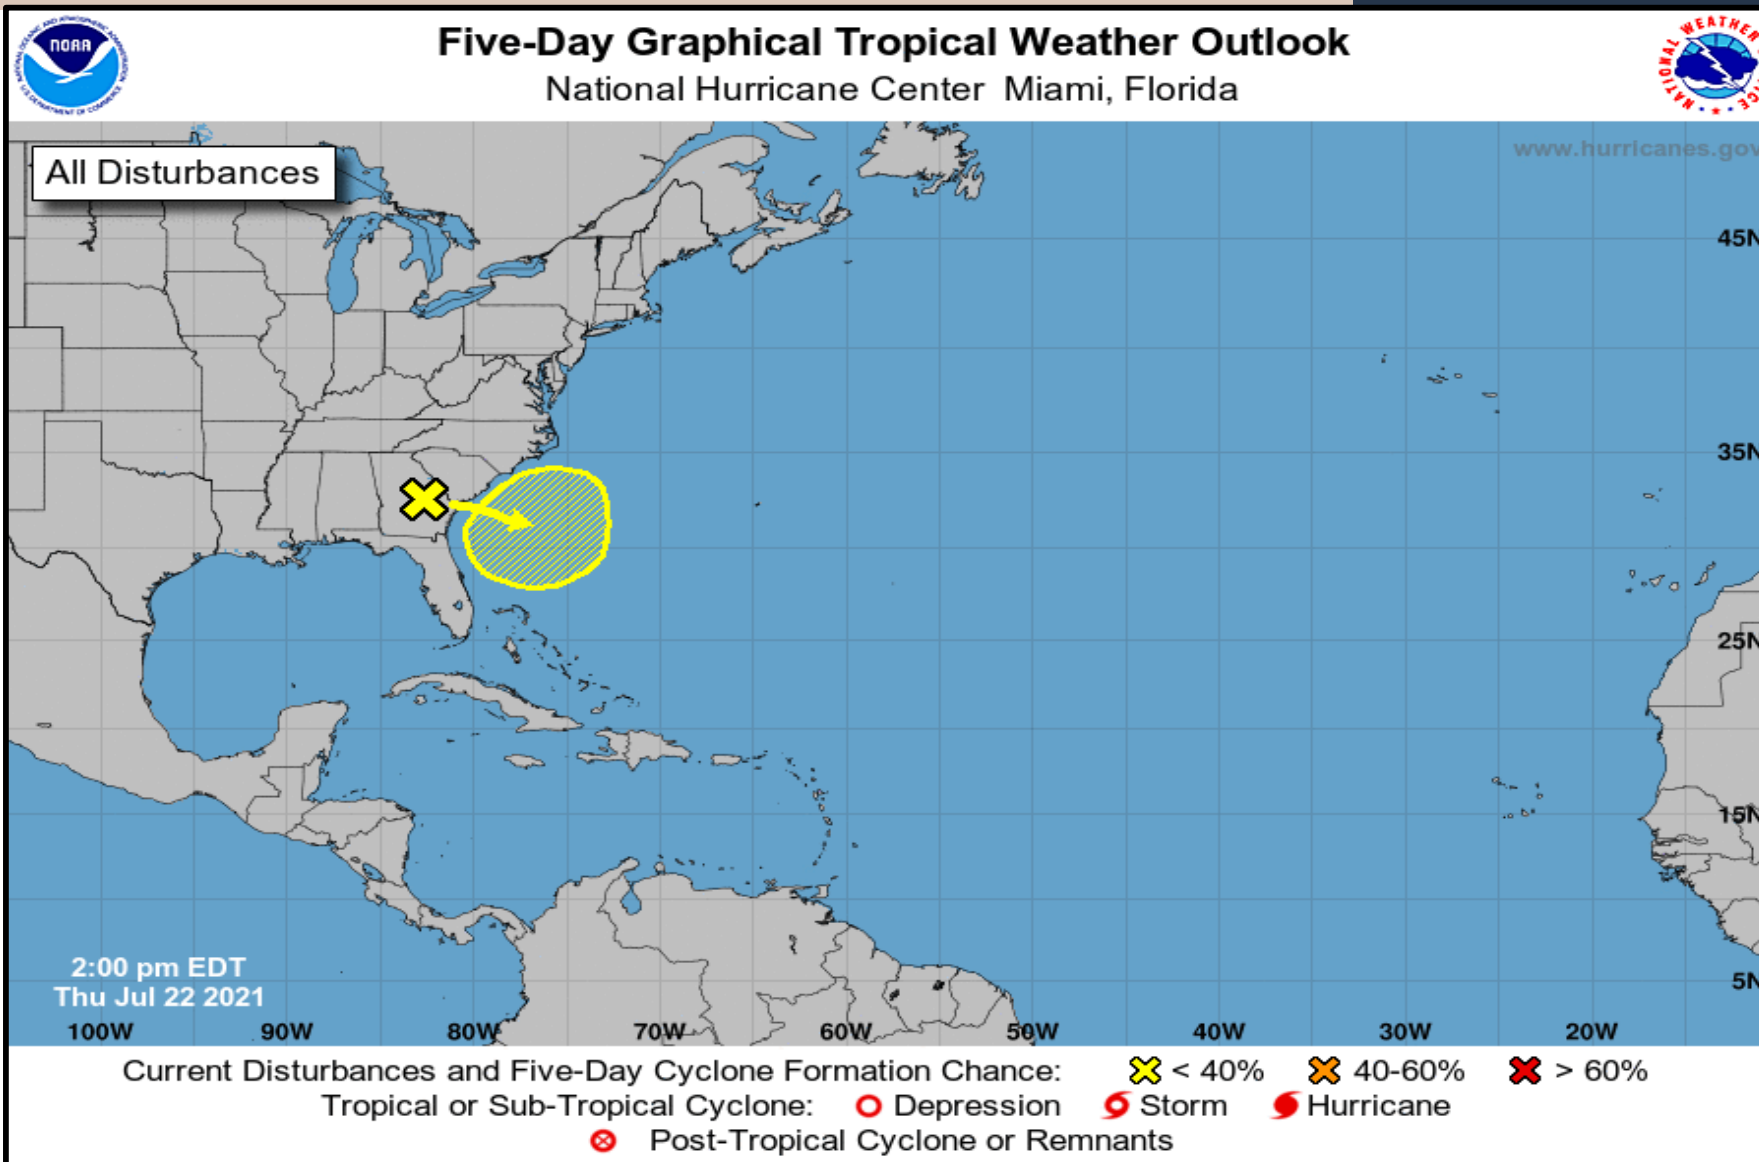 NOAA
Five-Day Graphical Tropical Weather Outlook
National Hurricane Center Miami, Florida
All Disturbances
www.hurricanes.gov
45N
35N
25N
15N
5N
2:00 pm EDT
Thu Jul 22 2021
100W 90W 80W 70W 60W 50W 40W 30W 20W
Current Disturbances and Five-Day Cyclone Formation Chance: < 40% 40-60% > 60%
Tropical or Sub-Tropical Cyclone: Depression Storm Hurricane
Post-Tropical Cyclone or Remnants